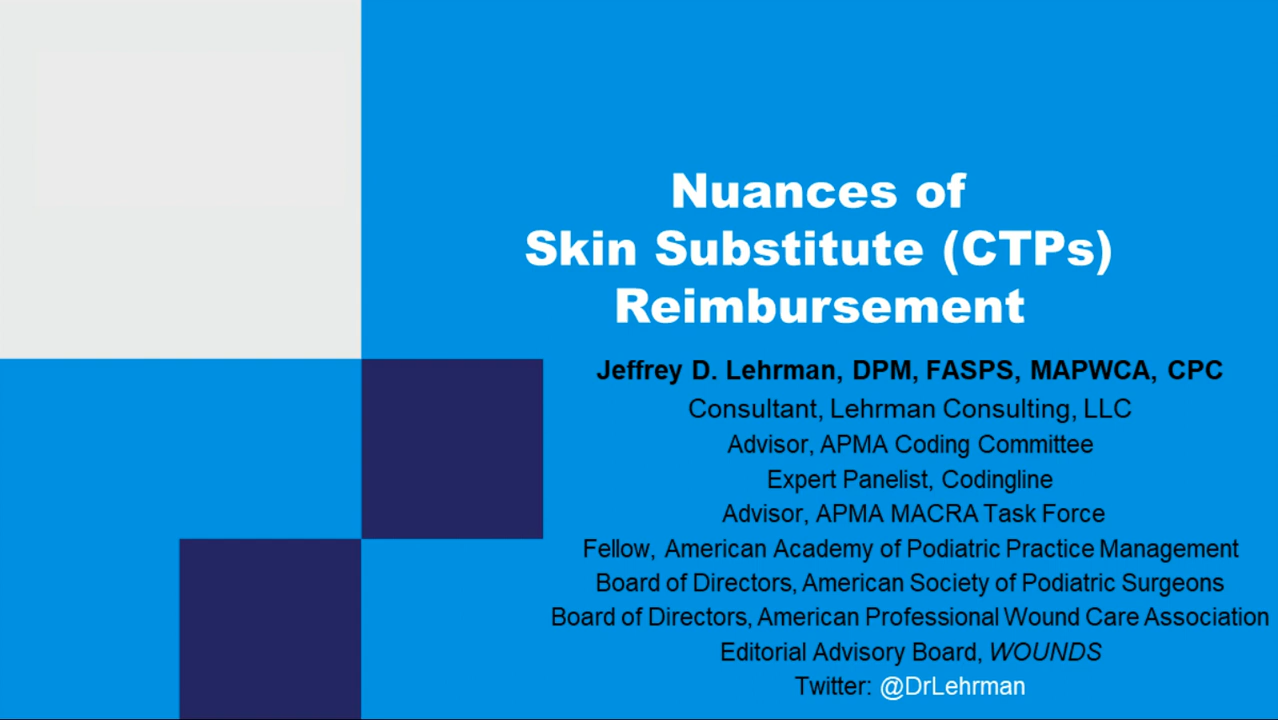 Nuances of
Skin Substitute (CTPs)
Reimbursement
Jeffrey D. Lehrman, DPM, FASPS, MAPWCA, CPC
Consultant, Lehrman Consulting, LLC
Advisor, APMA Coding Committee
Expert Panelist, Codingline
Advisor, APMA MACRA Task Force
Fellow, American Academy of Podiatric Practice Management
Board of Directors, American Society of Podiatric Surgeons
Board of Directors, American Professional Wound Care Association
Editorial Advisory Board, WOUNDS
Twitter: @DrLehrman